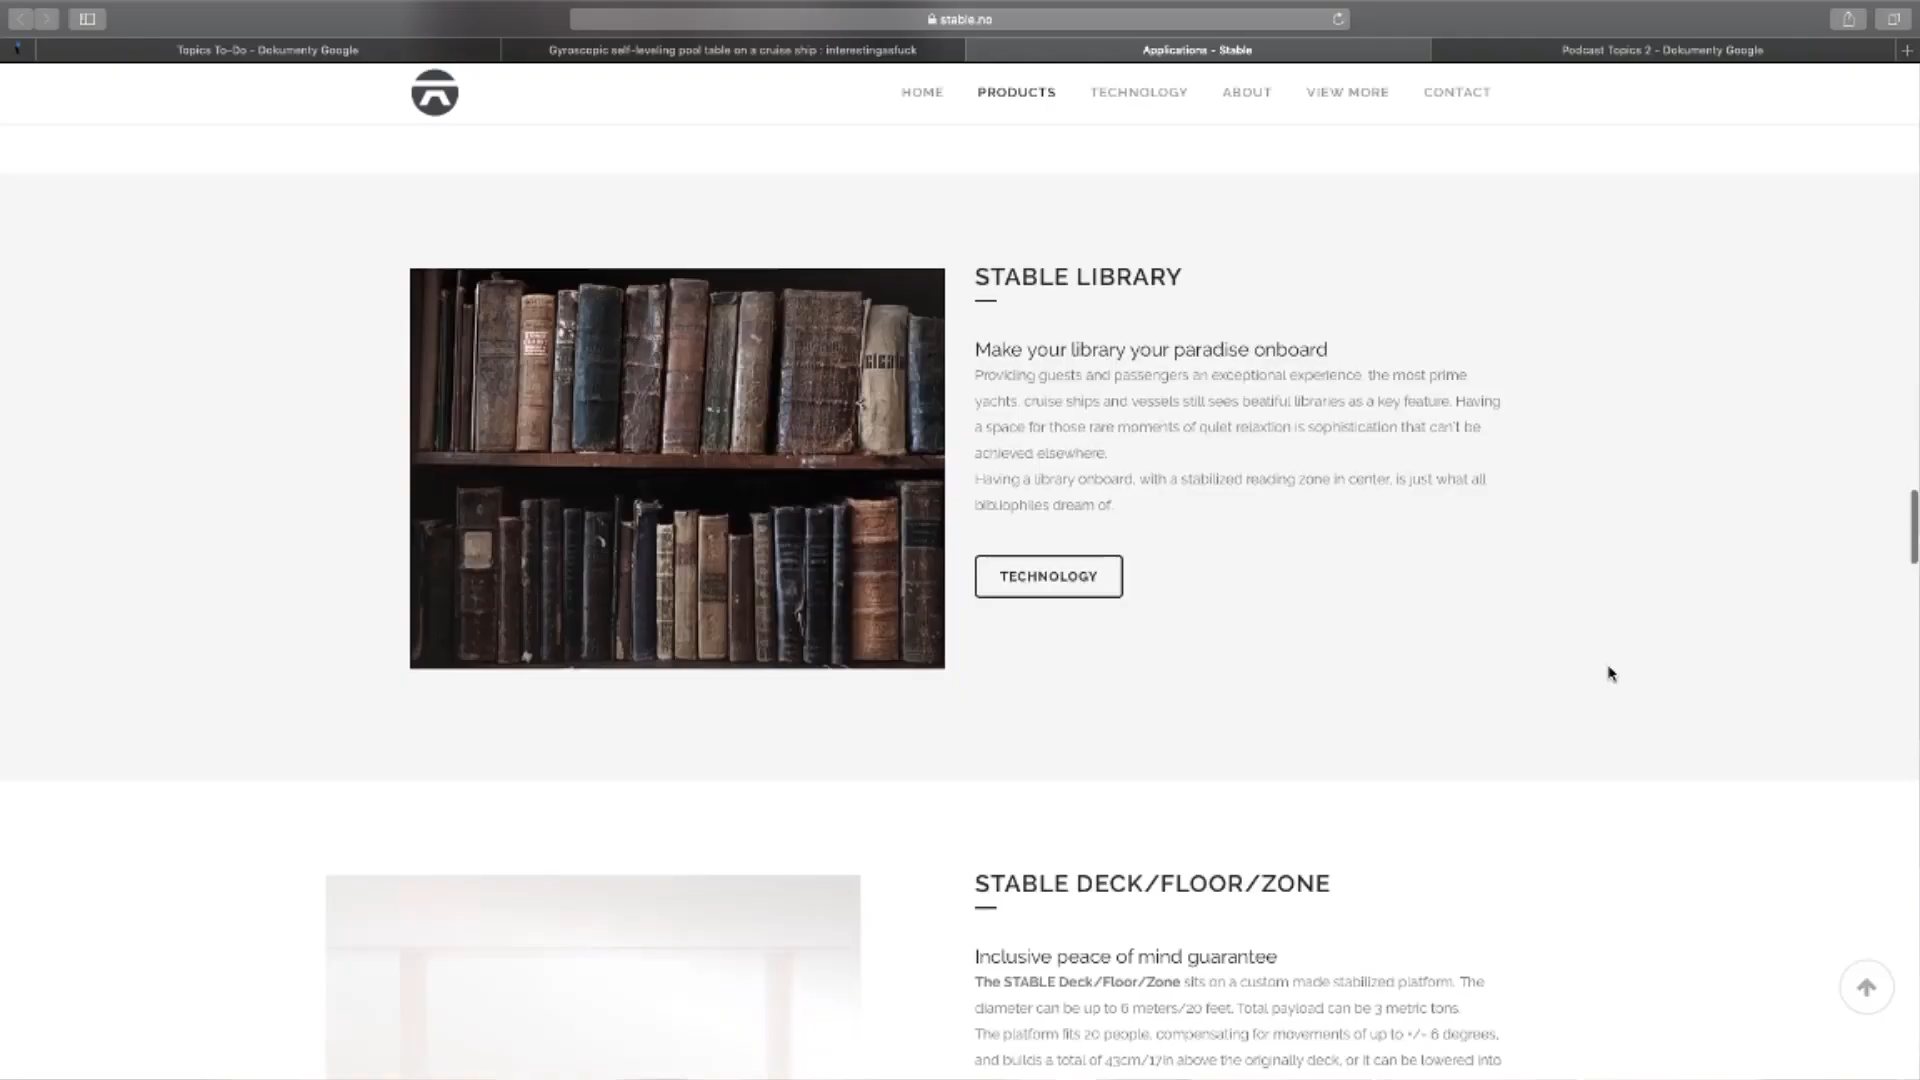 stable.no
Topics To-Do - Dokumenty Google
Gyroscopic self-leveling pool table on a cruise ship : interestingasfuck
Applications - Stable
Podcast Topics 2 - Dokumenty Google
HOME
PRODUCTS
TECHNOLOGY
ABOUT
VIEW MORE
CONTACT
STABLE LIBRARY
Make your library your paradise onboard
Providing guests and passengers an exceptional experience, the most prime
yachts, cruise ships and vessels still sees beatiful libraries as a key feature. Having
a space for those rare moments of quiet relaxtion is sophistication that can't be
achieved elsewhere.
Having a library onboard, with a stabilized reading zone in center, is just what all
bibliophiles dream of.
TECHNOLOGY
STABLE DECK/FLOOR/ZONE
Inclusive peace of mind guarantee
The STABLE Deck/Floor/Zone sits on a custom made stabilized platform. The
diameter can be up to 6 meters/20 feet. Total payload can be 3 metric tons.
The platform fits 20 people, compensating for movements of up to +/- 6 degrees,
and builds a total of 43cm/17in above the originally deck, or it can be lowered into